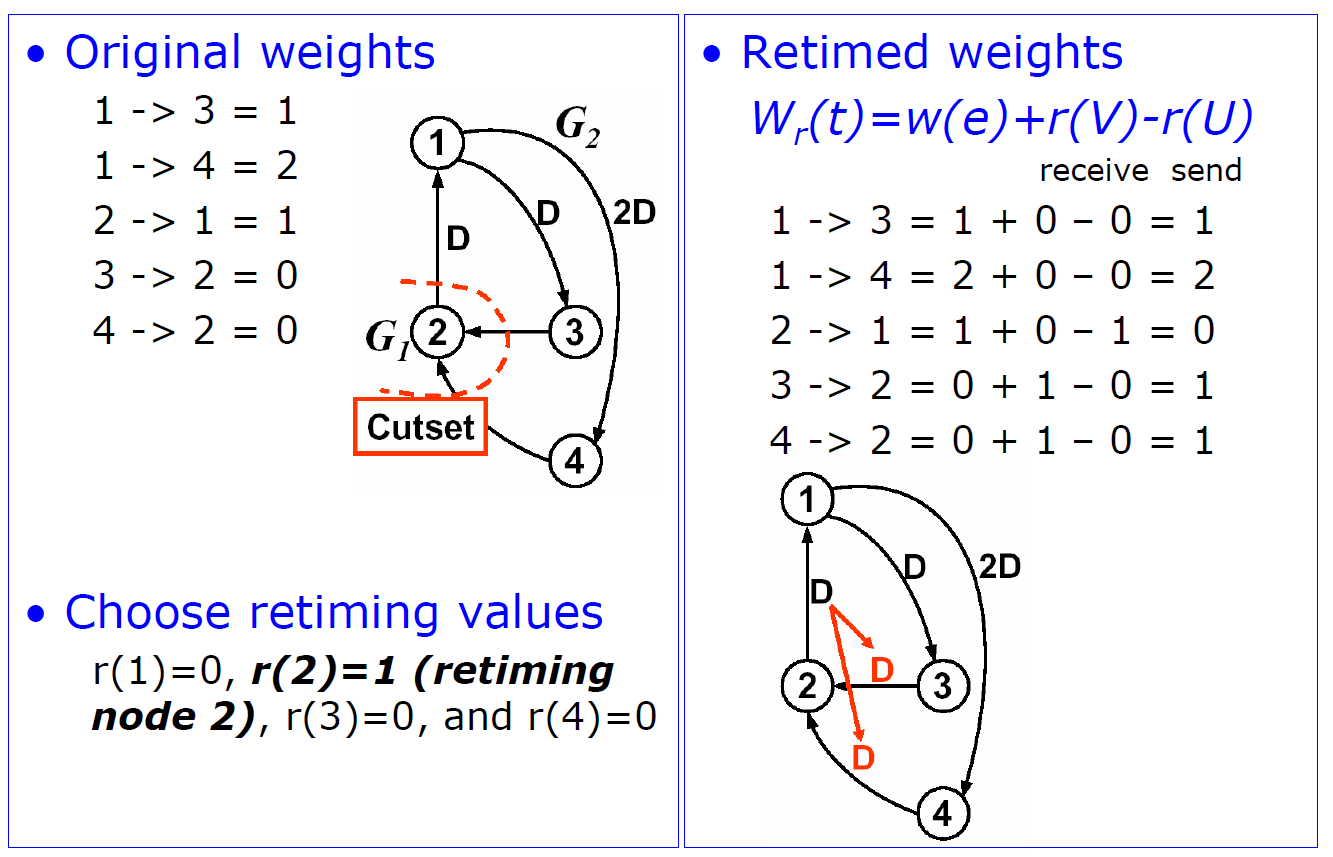 • Original weights
1 -> 3 = 1
1 -> 4 = 2
2 -> 1 = 1
3 -> 2 = 0
4 -> 2 = 0
1
G2
D
D
2D
G1
2
3
Cutset
4
• Choose retiming values
r(1)=0, r(2)=1 (retiming
node 2), r(3)=0, and r(4)=0
• Retimed weights
Wr(t)=w(e)+r(V)-r(U)
receive send
1 -> 3 = 1 + 0 – 0 = 1
1 -> 4 = 2 + 0 – 0 = 2
2 -> 1 = 1 + 0 – 1 = 0
3 -> 2 = 0 + 1 – 0 = 1
4 -> 2 = 0 + 1 – 0 = 1
1
D
2D
D
D
2
3
D
4